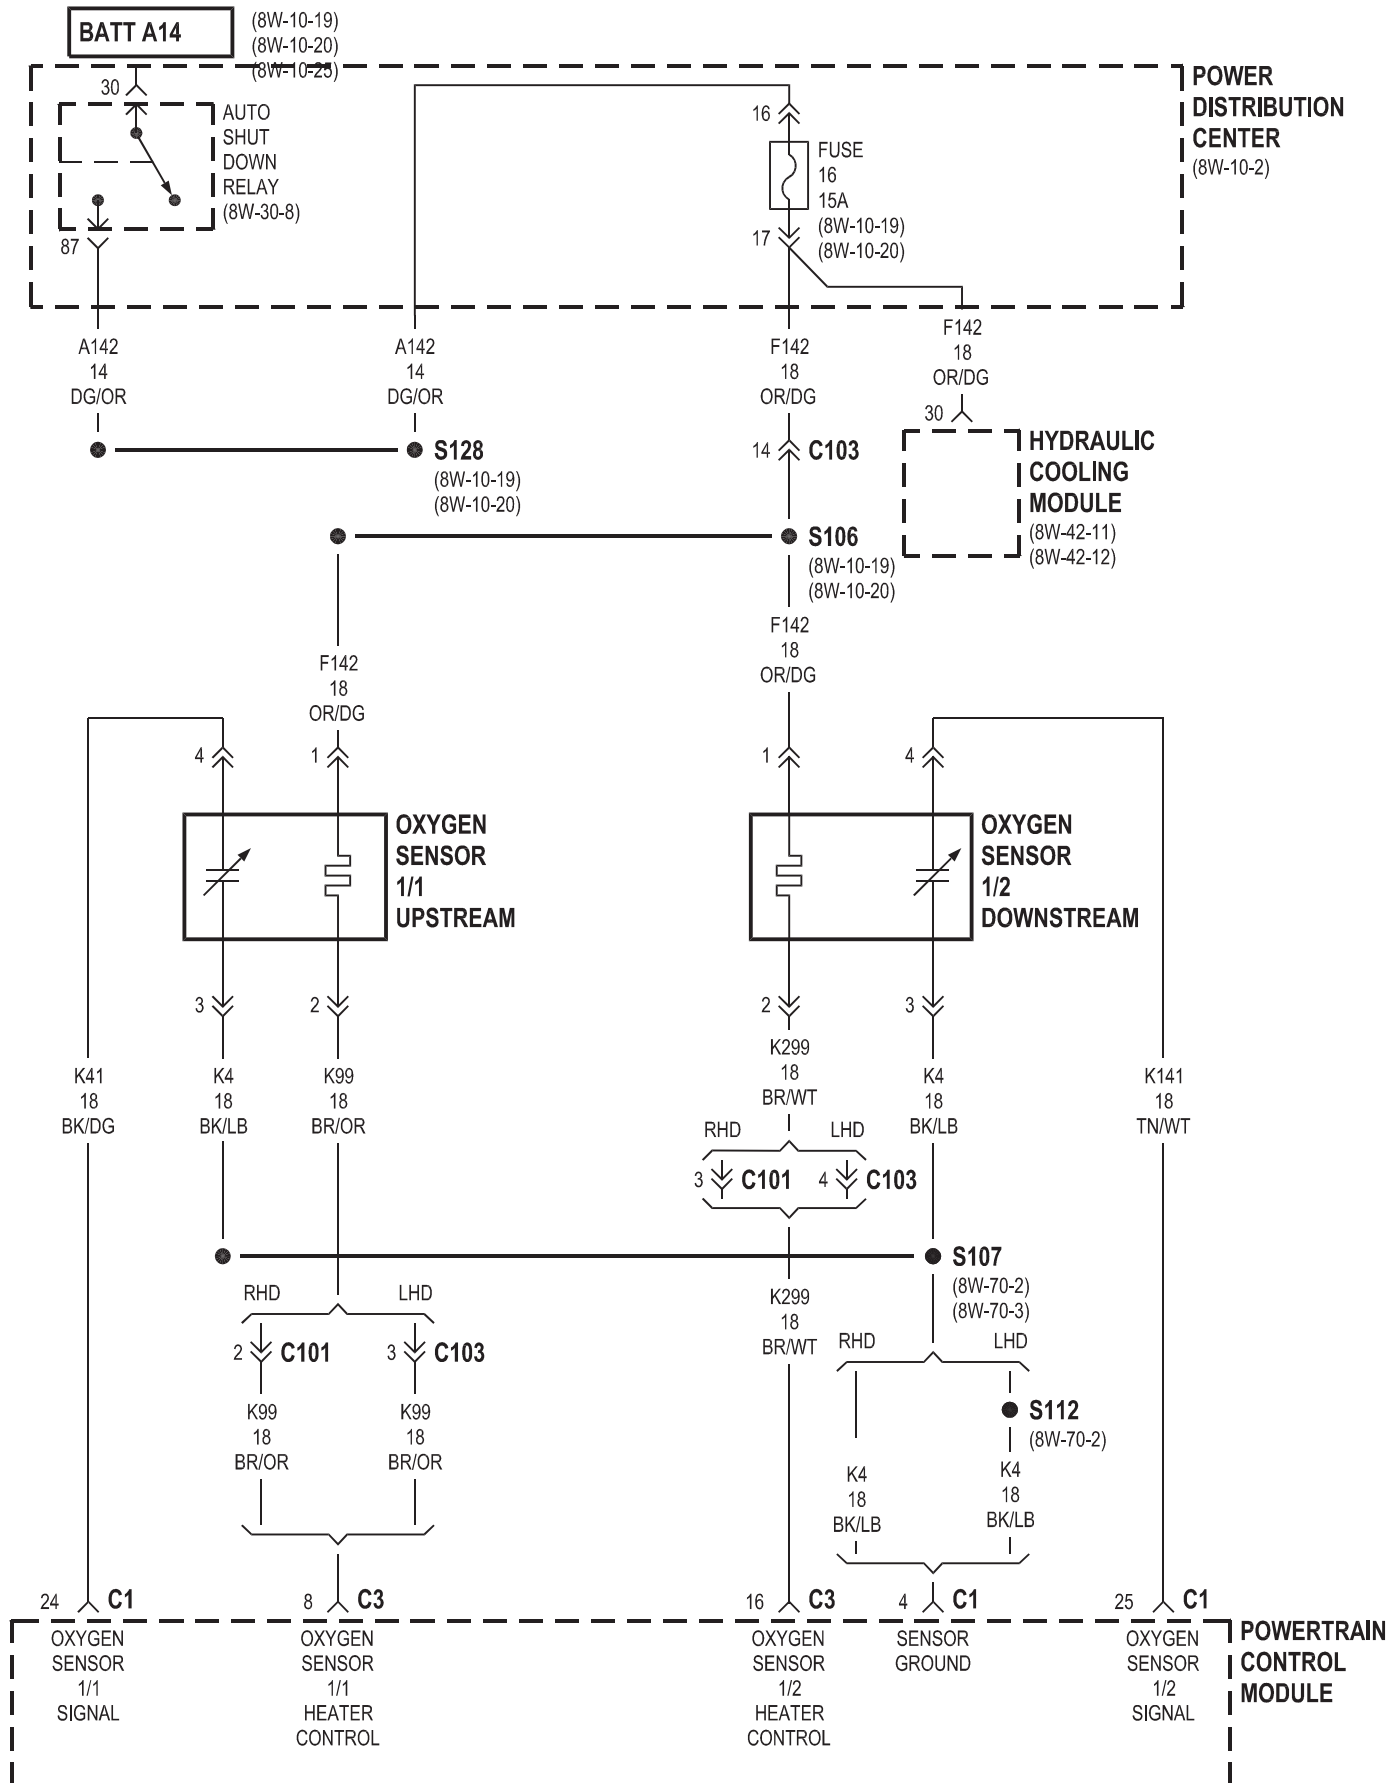 BATT A14
(8W-10-19)
(8W-10-20)
(8W-10-25)
30
AUTO
SHUT
DOWN
RELAY
(8W-30-8)
87
16
FUSE
16
15A
(8W-10-19)
(8W-10-20)
17
POWER
DISTRIBUTION
CENTER
(8W-10-2)
A142
14
DG/OR
A142
14
DG/OR
F142
18
OR/DG
F142
18
OR/DG
S128
(8W-10-19)
(8W-10-20)
14 C103
30
HYDRAULIC
COOLING
MODULE
(8W-42-11)
(8W-42-12)
S106
(8W-10-19)
(8W-10-20)
F142
18
OR/DG
F142
18
OR/DG
4
1
1
4
OXYGEN
SENSOR
1/1
UPSTREAM
OXYGEN
SENSOR
1/2
DOWNSTREAM
3
2
2
3
K41
18
BK/DG
K4
18
BK/LB
K99
18
BR/OR
K299
18
BR/WT
K4
18
BK/LB
K141
18
TN/WT
RHD
LHD
3 C101
4 C103
S107
(8W-70-2)
(8W-70-3)
RHD
LHD
2 C101
3 C103
K299
18
BR/WT
RHD
LHD
S112
(8W-70-2)
K99
18
BR/OR
K99
18
BR/OR
K4
18
BK/LB
K4
18
BK/LB
24 C1
8 C3
16 C3
4 C1
25 C1
OXYGEN
SENSOR
1/1
SIGNAL
OXYGEN
SENSOR
1/1
HEATER
CONTROL
OXYGEN
SENSOR
1/2
HEATER
CONTROL
SENSOR
GROUND
OXYGEN
SENSOR
1/2
SIGNAL
POWERTRAIN
CONTROL
MODULE